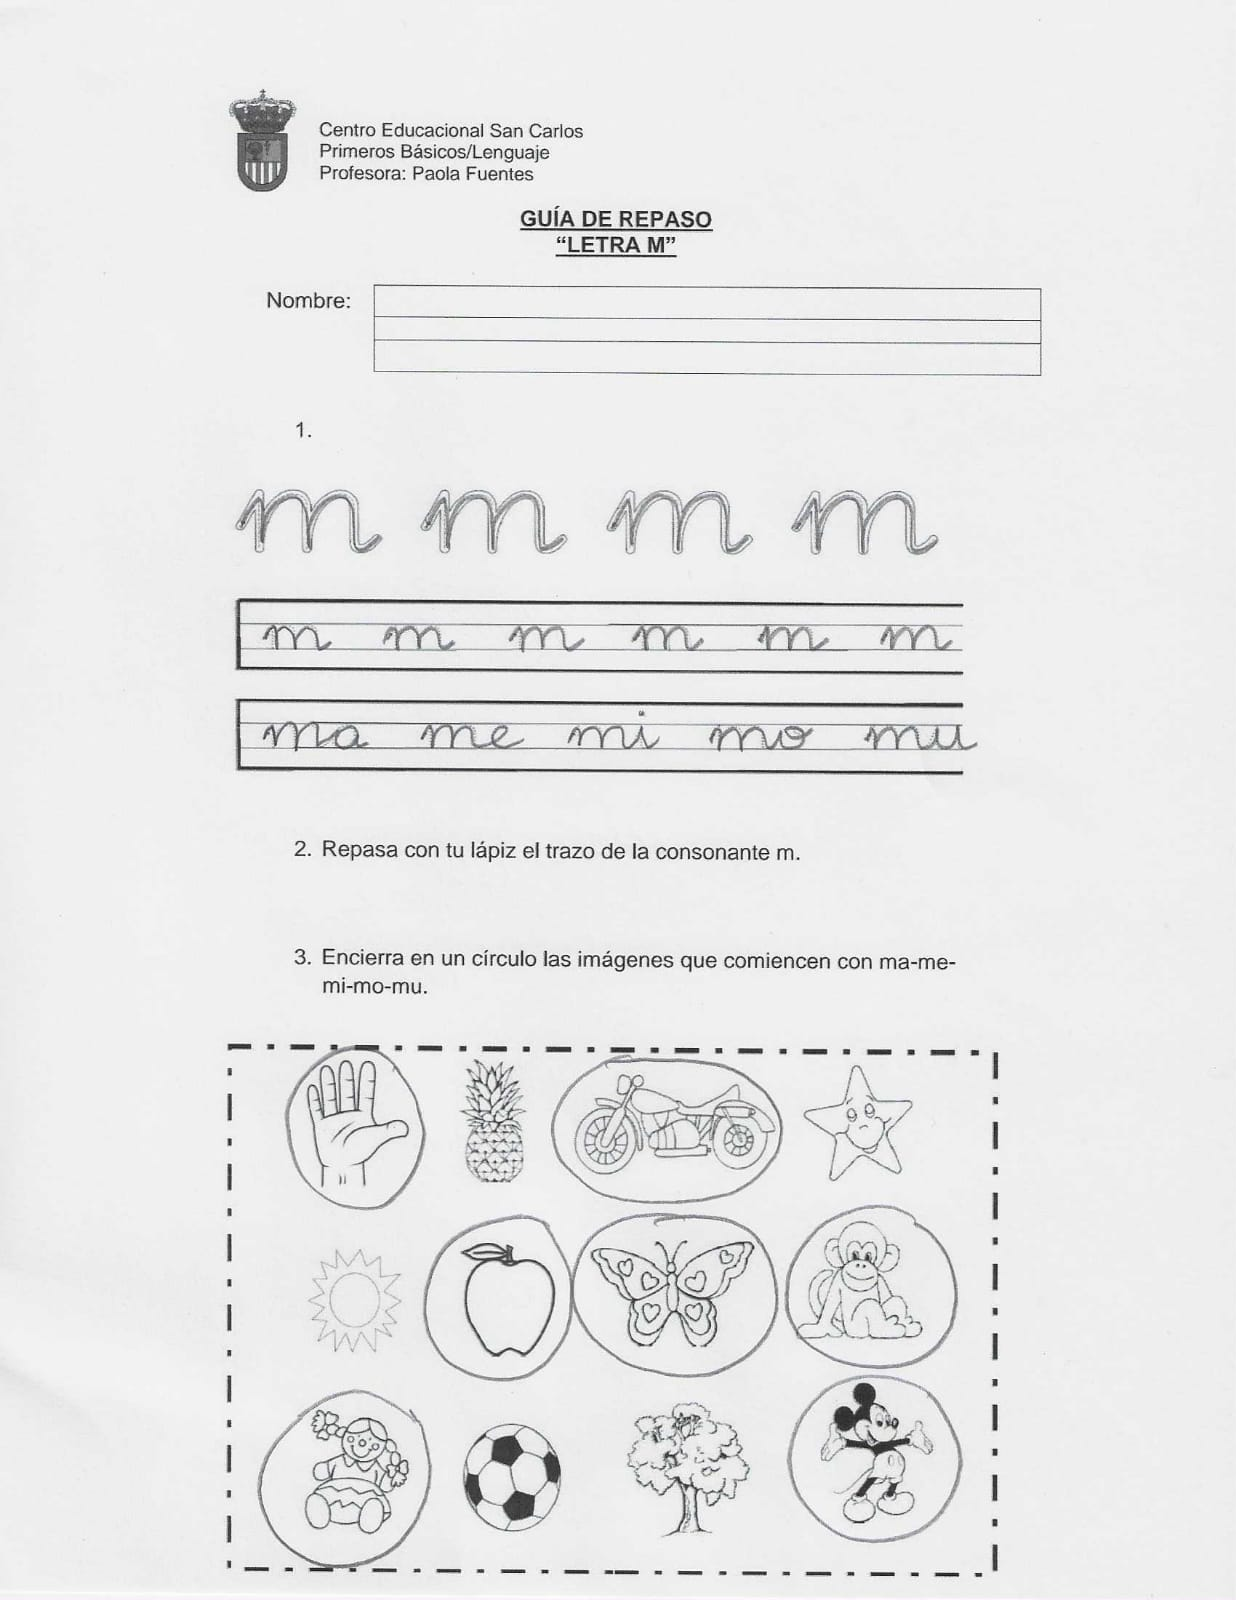 Centro Educacional San Carlos
Primeros Básicos/Lenguaje
Profesora: Paola Fuentes
GUÍA DE REPASO
“LETRA M”
Nombre:
1.
m m m m
m m m m m m
ma me mi mo mu
2. Repasa con tu lápiz el trazo de la consonante m.
3. Encierra en un círculo las imágenes que comiencen con ma-me-
mi-mo-mu.